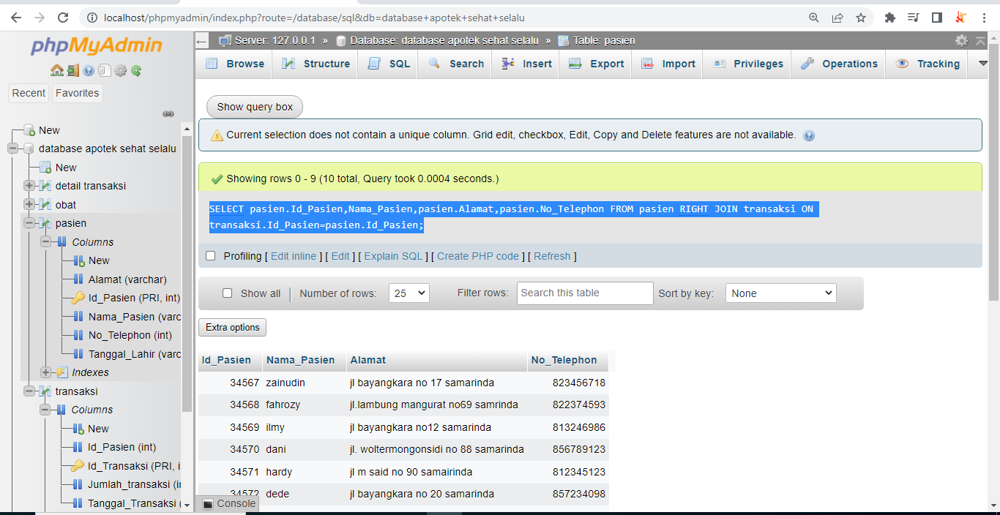 localhost/phpmyadmin/index.php?route=/database/sql&db=database+apotek+sehat+selalu
phpMyAdmin
Recent Favorites
New
database apotek sehat selalu
New
detail transaksi
obat
pasien
Columns
New
Alamat (varchar)
Id_Pasien (PRI, int)
Nama_Pasien (varc
No_Telephon (int)
Tanggal_Lahir (varc
Indexes
transaksi
Columns
New
Id_Pasien (int)
Id_Transaksi (PRI, i
Jumlah_transaksi (in
Tanggal_Transaksi (
Server: 127.0.0.1 » Database: database apotek sehat selalu » Table: pasien
Browse Structure SQL Search Insert Export Import Privileges Operations Tracking
Show query box
Current selection does not contain a unique column. Grid edit, checkbox, Edit, Copy and Delete features are not available.
Showing rows 0 - 9 (10 total, Query took 0.0004 seconds.)
SELECT pasien.Id_Pasien,Nama_Pasien,pasien.Alamat,pasien.No_Telephon FROM pasien RIGHT JOIN transaksi ON
transaksi.Id_Pasien=pasien.Id_Pasien;
Profiling [ Edit inline ] [ Edit ] [ Explain SQL ] [ Create PHP code ] [ Refresh ]
Show all | Number of rows: 25 Filter rows: Search this table Sort by key: None
Extra options
Id_Pasien Nama_Pasien Alamat No_Telephon
34567 zainudin jl bayangkara no 17 samarinda 823456718
34568 fahrozy jl.lambung mangurat no69 samrinda 822374593
34569 ilmy jl bayangkara no12 samarinda 813246986
34570 dani jl. woltermongonsidi no 88 samarinda 856789123
34571 hardy jl m said no 90 samairinda 812345123
34572 dede jl bayangkara no 20 samarinda 857234098
Console